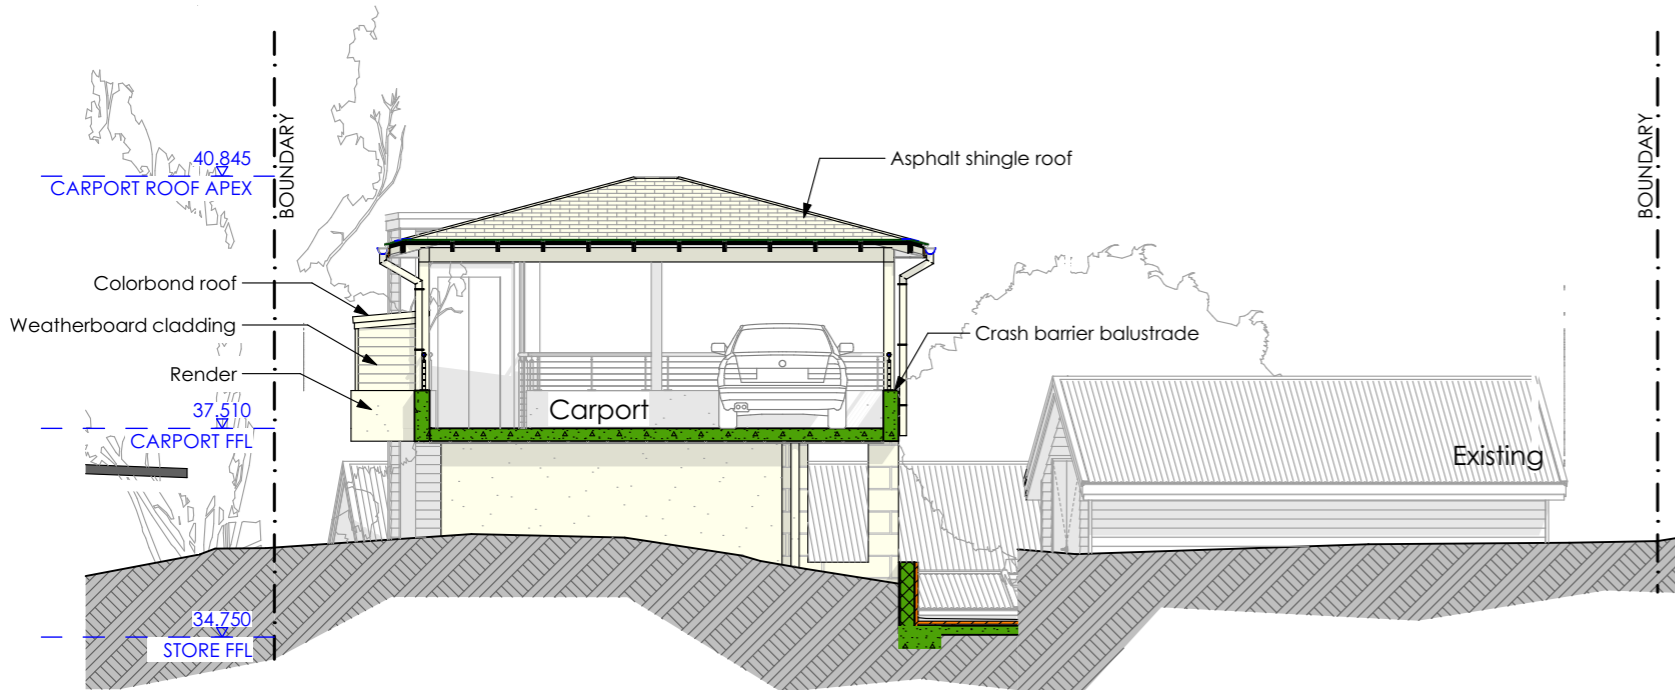 BOUNDARY
BOUNDARY
40.845
CARPORT ROOF APEX
Asphalt shingle roof
Colorbond roof
Weatherboard cladding
Crash barrier balustrade
Render
37.510
Carport
CARPORT FFL
Existing
34.750
STORE FFL